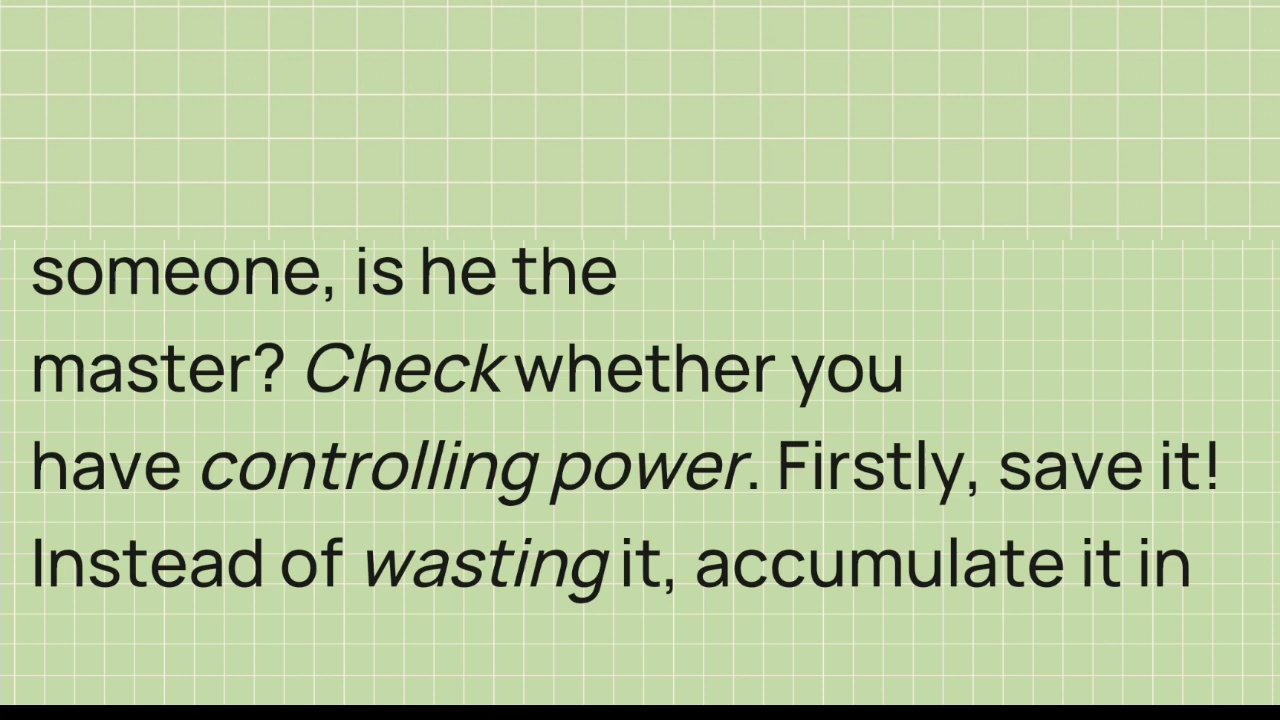 someone, is he the
master? Check whether you
have controlling power. Firstly, save it!
Instead of wasting it, accumulate it in